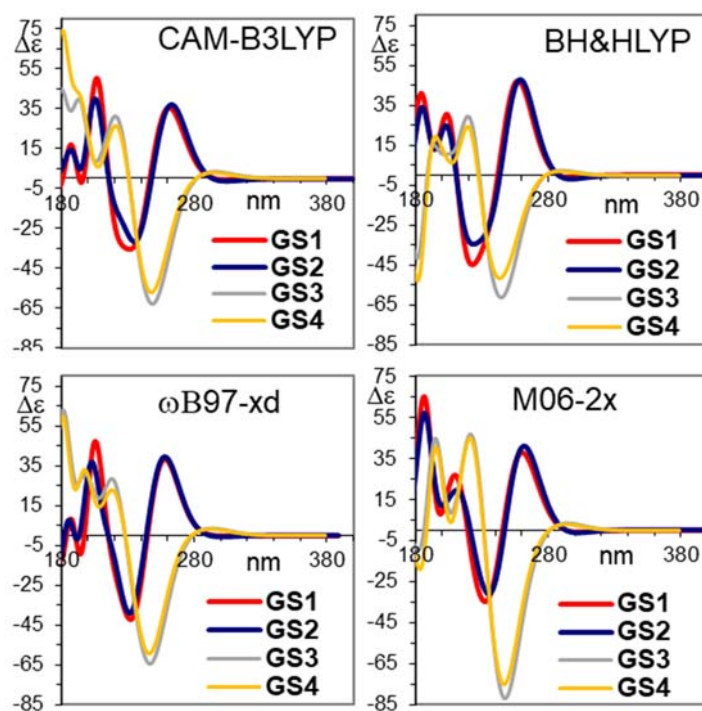 75 CAM-B3LYP
Δε
55
35
15
-5
180 280 nm 380
-25 GS1
GS2
-45 GS3
-65 GS4
-85
75 BH&HLYP
Δε
55
35
15
-5
180 280 nm 380
-25 GS1
GS2
-45 GS3
-65 GS4
-85
75 ωB97-xd
Δε
55
35
15
-5
180 280 nm 380
-25 GS1
GS2
-45 GS3
-65 GS4
-85
75 M06-2x
Δε
55
35
15
-5
180 280 nm 380
-25 GS1
GS2
-45 GS3
-65 GS4
-85